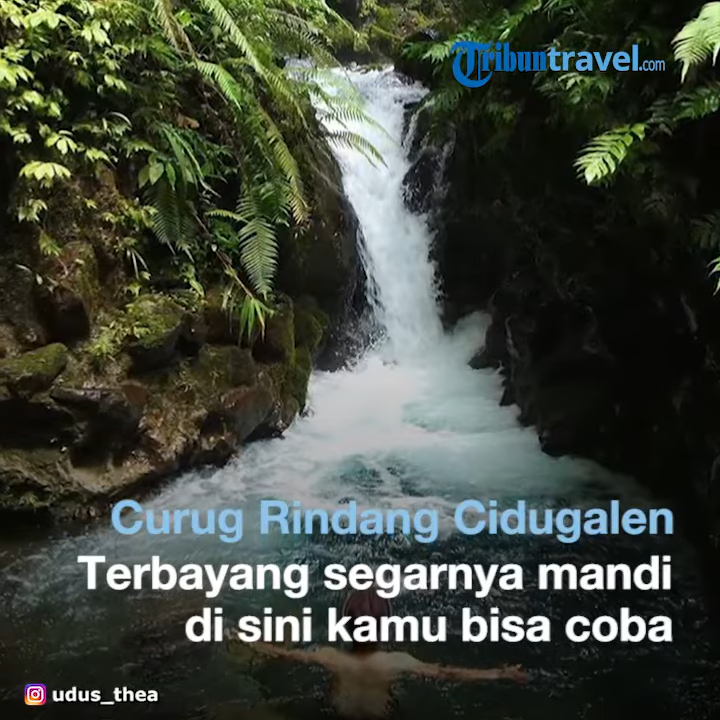 Tribuntravel.com
Curug Rindang Cidugalen
Terbayang segarnya mandi
di sini kamu bisa coba
udus_thea